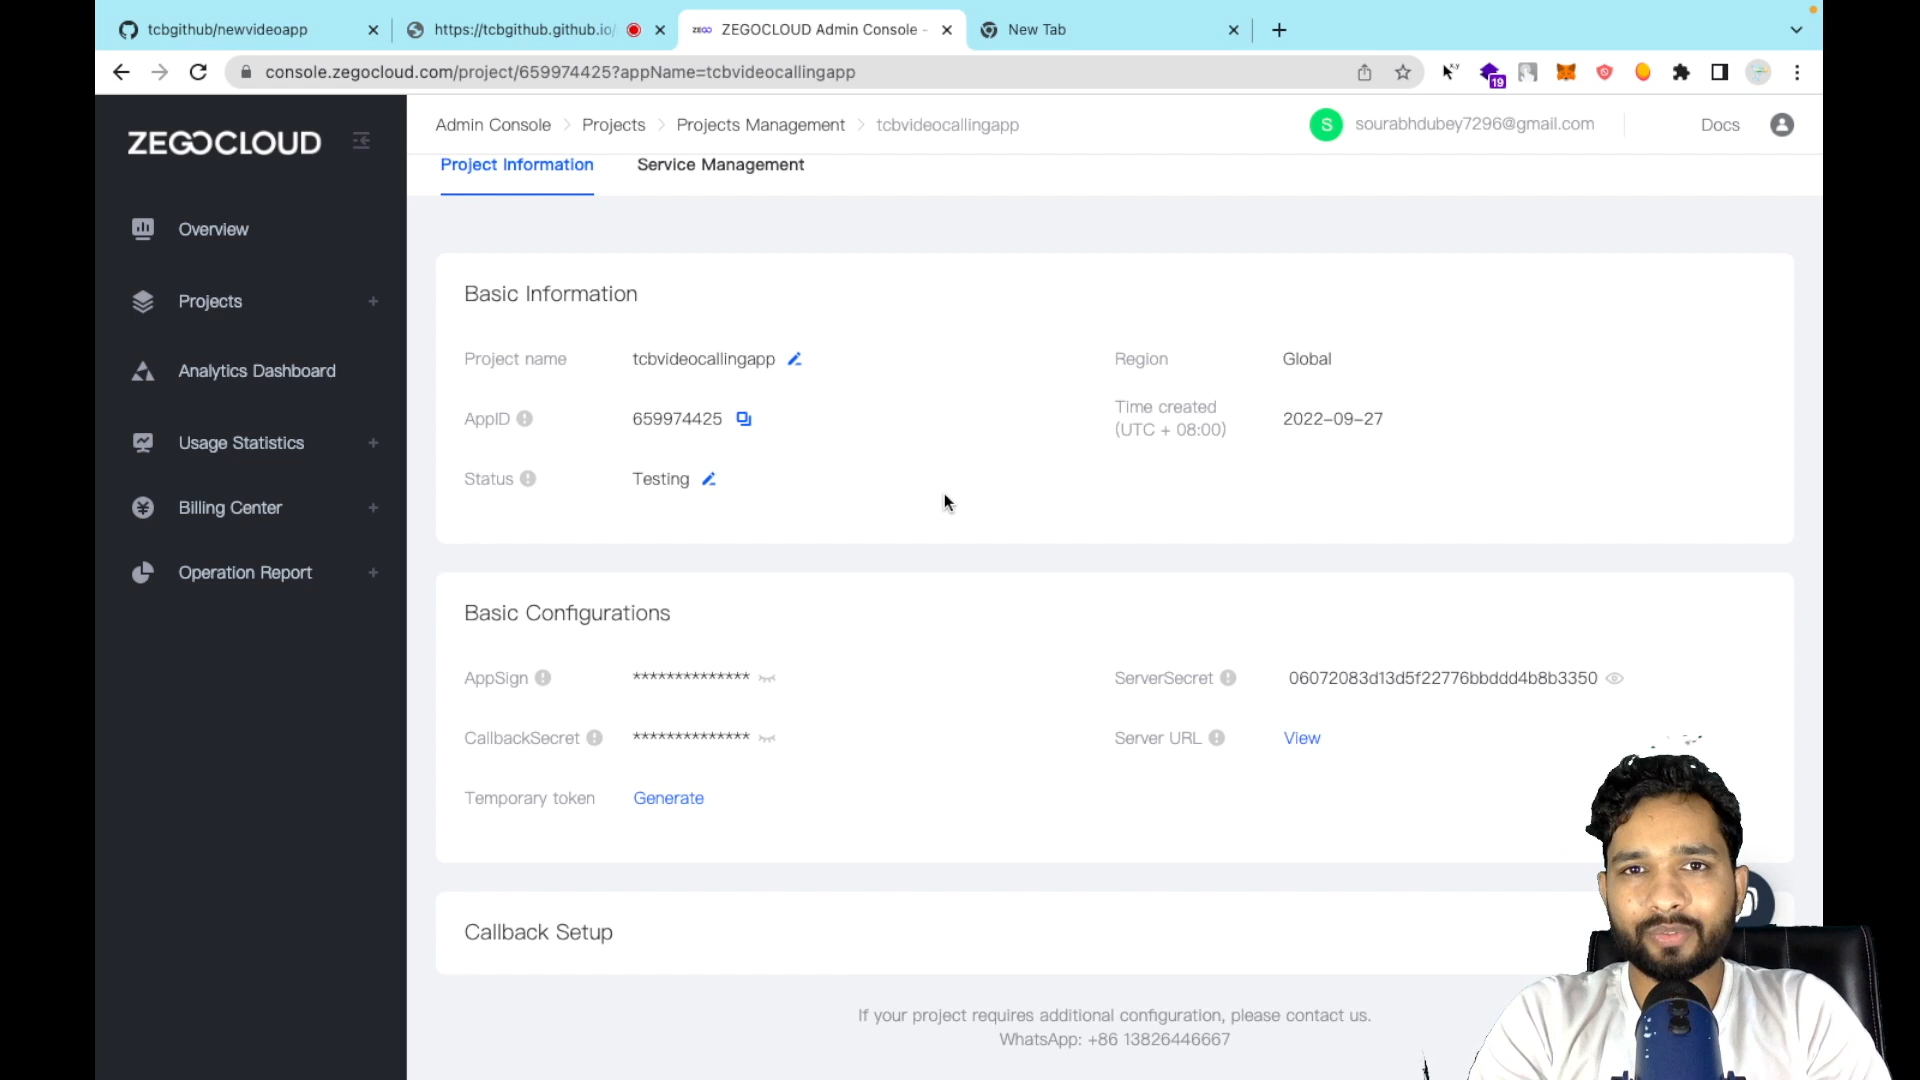 tcbgithub/newvideoapp
https://tcbgithub.github.io/
ZEGOCLOUD Admin Console -
New Tab
console.zegocloud.com/project/659974425?appName=tcbvideocallingapp
19
ZEGOCLOUD
Admin Console > Projects > Projects Management > tcbvideocallingapp
S
sourabhdubey7296@gmail.com
Docs
Project Information
Service Management
Overview
Projects
Analytics Dashboard
Usage Statistics
Billing Center
Operation Report
Basic Information
Project name
tcbvideocallingapp
Region
Global
AppID
659974425
Time created
(UTC + 08:00)
2022-09-27
Status
Testing
Basic Configurations
AppSign
**************
ServerSecret
06072083d13d5f22776bbddd4b8b3350
CallbackSecret
**************
Server URL
View
Temporary token
Generate
Callback Setup
If your project requires additional configuration, please contact us.
WhatsApp: +86 13826446667